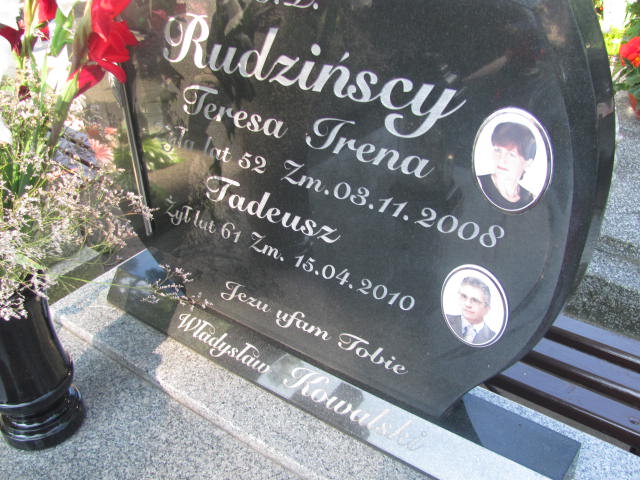 Ś.P.
Rudzińscy
Teresa Irena
lat 52 Zm. 03.11.2008
Tadeusz
Żył lat 61 Zm. 15.04.2010
Jezu ufam Tobie
Władysław Kowalski